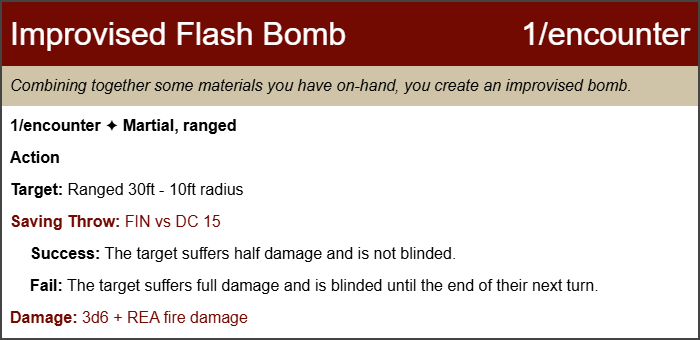 Improvised Flash Bomb 1/encounter
Combining together some materials you have on-hand, you create an improvised bomb.
1/encounter ✦ Martial, ranged
Action
Target: Ranged 30ft - 10ft radius
Saving Throw: FIN vs DC 15
Success: The target suffers half damage and is not blinded.
Fail: The target suffers full damage and is blinded until the end of their next turn.
Damage: 3d6 + REA fire damage